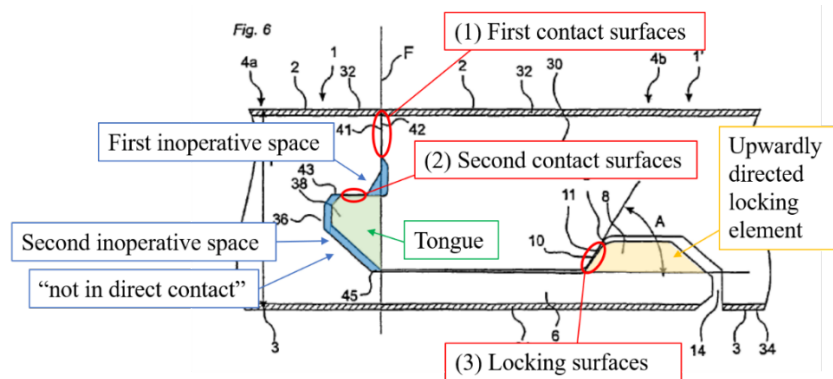 Fig. 6
(1) First contact surfaces
F
4a
1
2
32
2
32
30
4b
1'
41
42
First inoperative space
(2) Second contact surfaces
Upwardly
directed
locking
element
43
38
36
11
8
A
10
Second inoperative space
Tongue
"not in direct contact"
45
3
6
14
3
34
(3) Locking surfaces